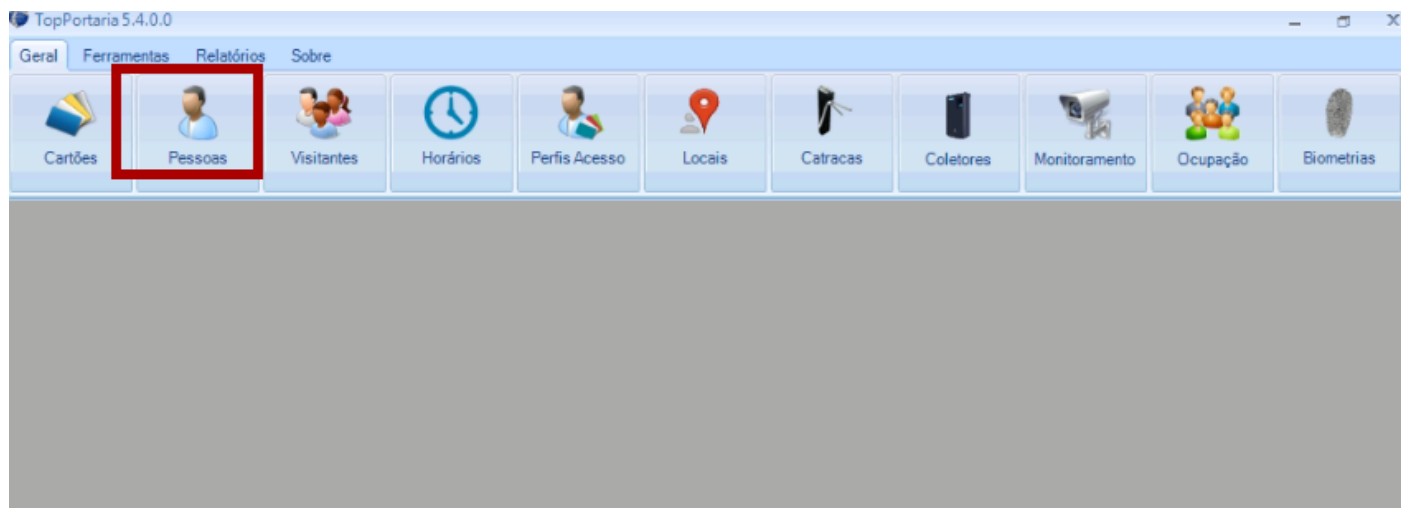 TopPortaria 5.4.0.0
Geral Ferramentas Relatórios Sobre
Cartões Pessoas Visitantes Horários Perfis Acesso Locais Catracas Coletores Monitoramento Ocupação Biometrias